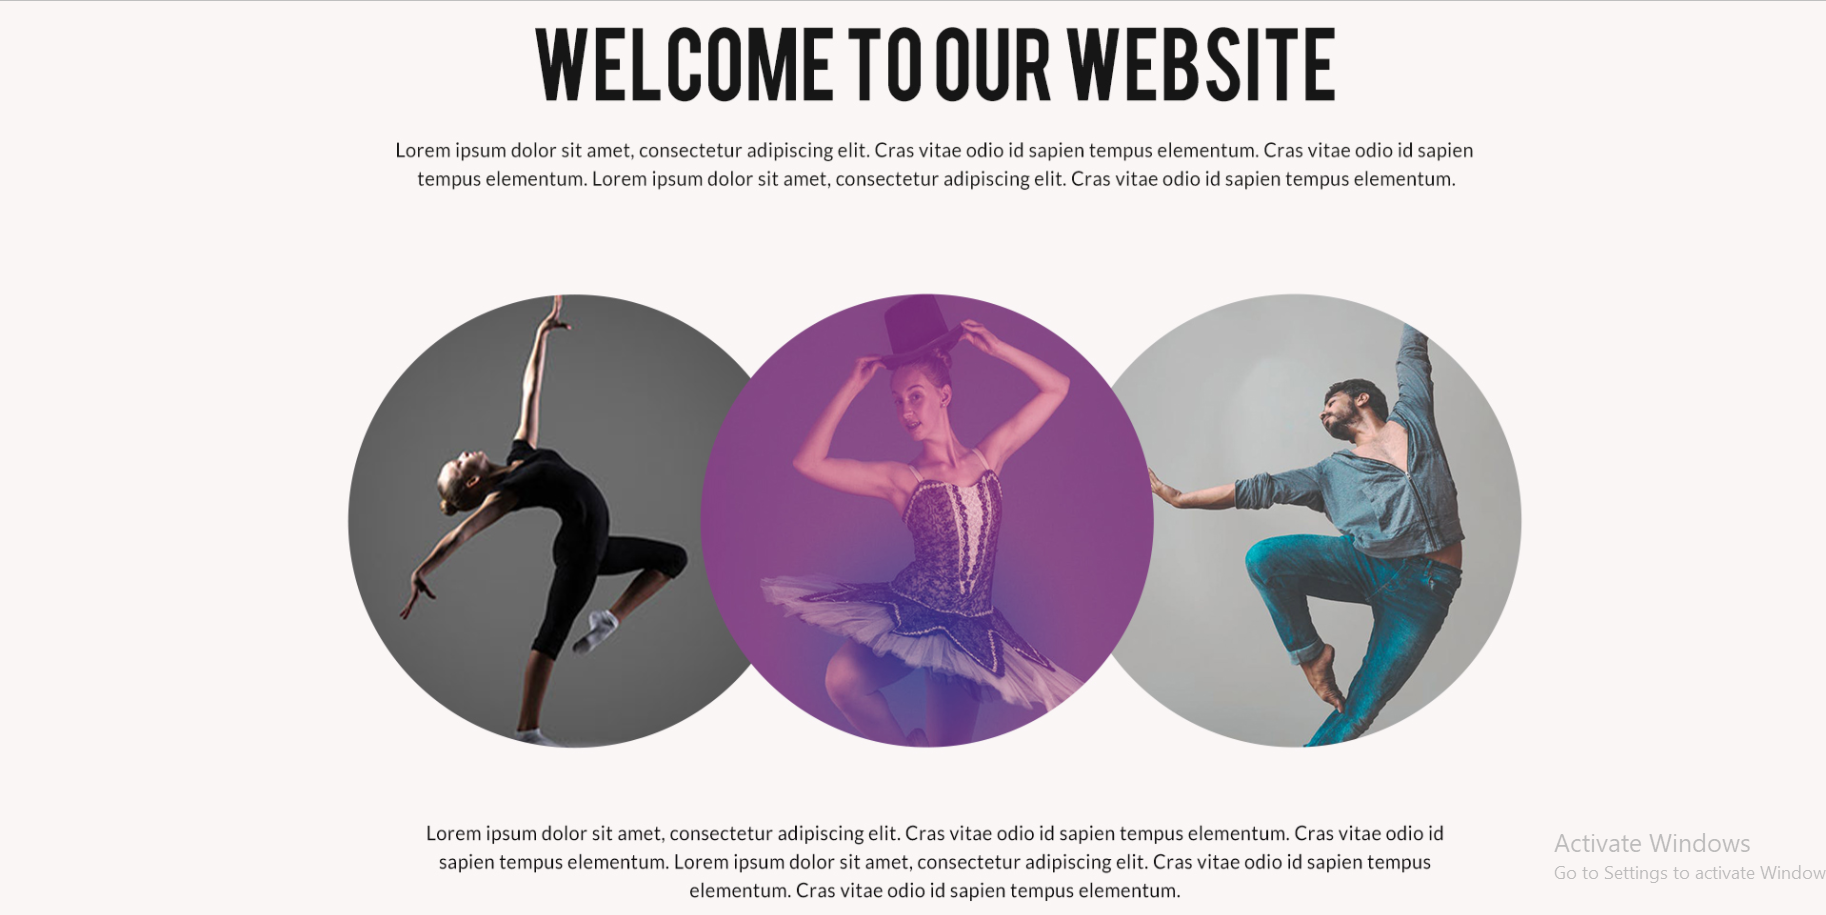 WELCOME TO OUR WEBSITE
Lorem ipsum dolor sit amet, consectetur adipiscing elit. Cras vitae odio id sapien tempus elementum. Cras vitae odio id sapien
tempus elementum. Lorem ipsum dolor sit amet, consectetur adipiscing elit. Cras vitae odio id sapien tempus elementum.
Lorem ipsum dolor sit amet, consectetur adipiscing elit. Cras vitae odio id sapien tempus elementum. Cras vitae odio id
sapien tempus elementum. Lorem ipsum dolor sit amet, consectetur adipiscing elit. Cras vitae odio id sapien tempus
elementum. Cras vitae odio id sapien tempus elementum.
Activate Windows
Go to Settings to activate Window